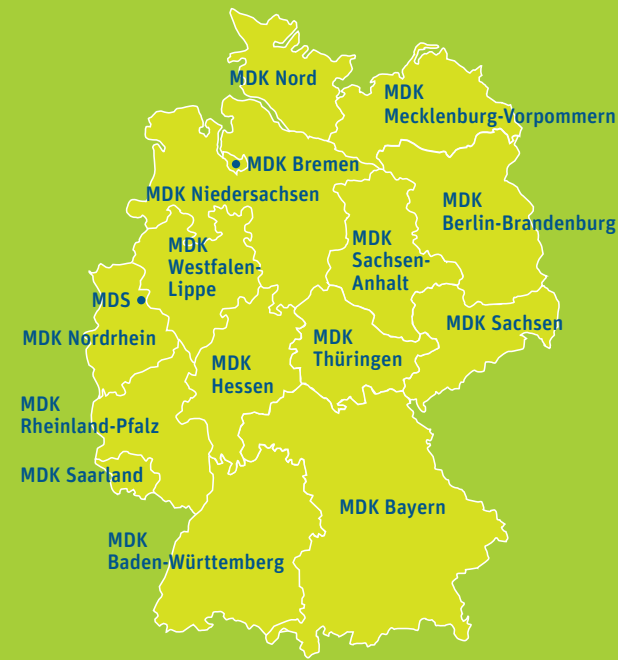 MDK Nord
MDK
Mecklenburg-Vorpommern
MDK Bremen
MDK Niedersachsen
MDK
Berlin-Brandenburg
MDK
Westfalen-
Lippe
MDK
Sachsen-
Anhalt
MDS
MDK Nordrhein
MDK Sachsen
MDK
Thüringen
MDK
Hessen
MDK
Rheinland-Pfalz
MDK Saarland
MDK Bayern
MDK
Baden-Württemberg